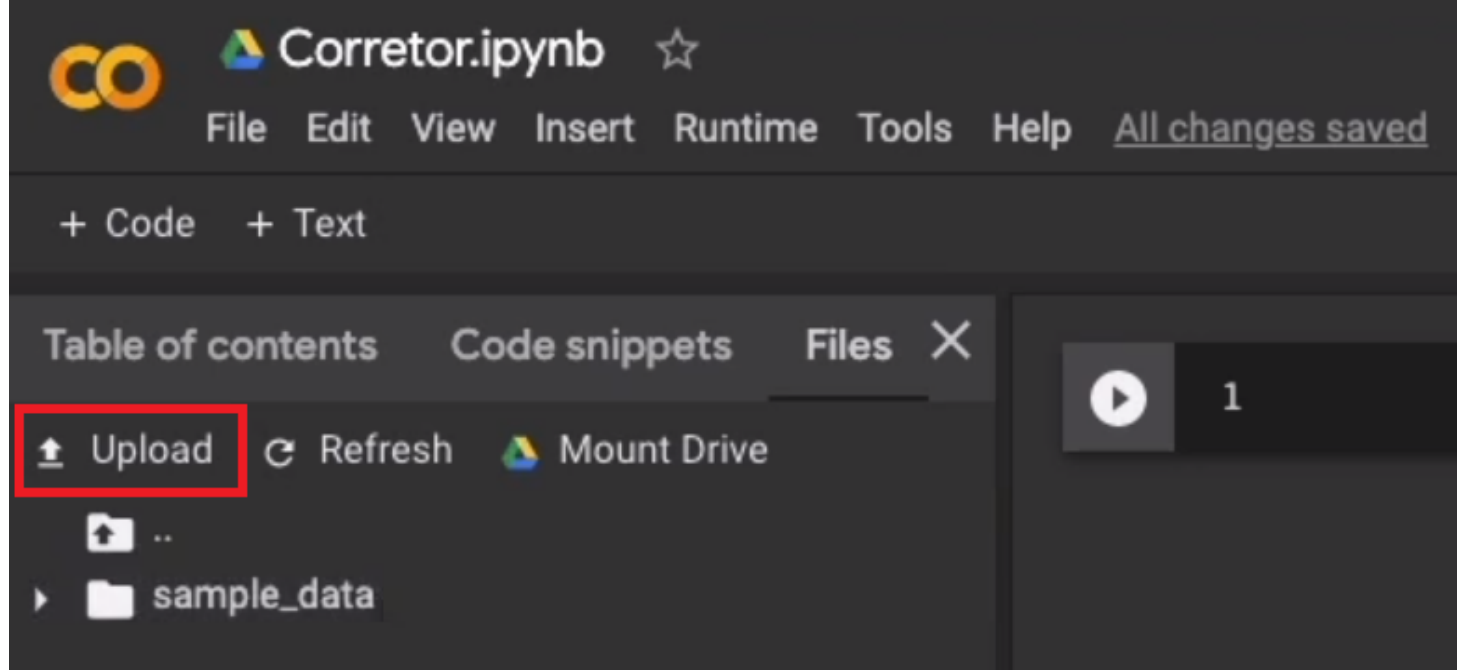 CO Corretor.ipynb
File Edit View Insert Runtime Tools Help All changes saved
+ Code + Text
Table of contents Code snippets Files
1
Upload Refresh Mount Drive
..
sample_data